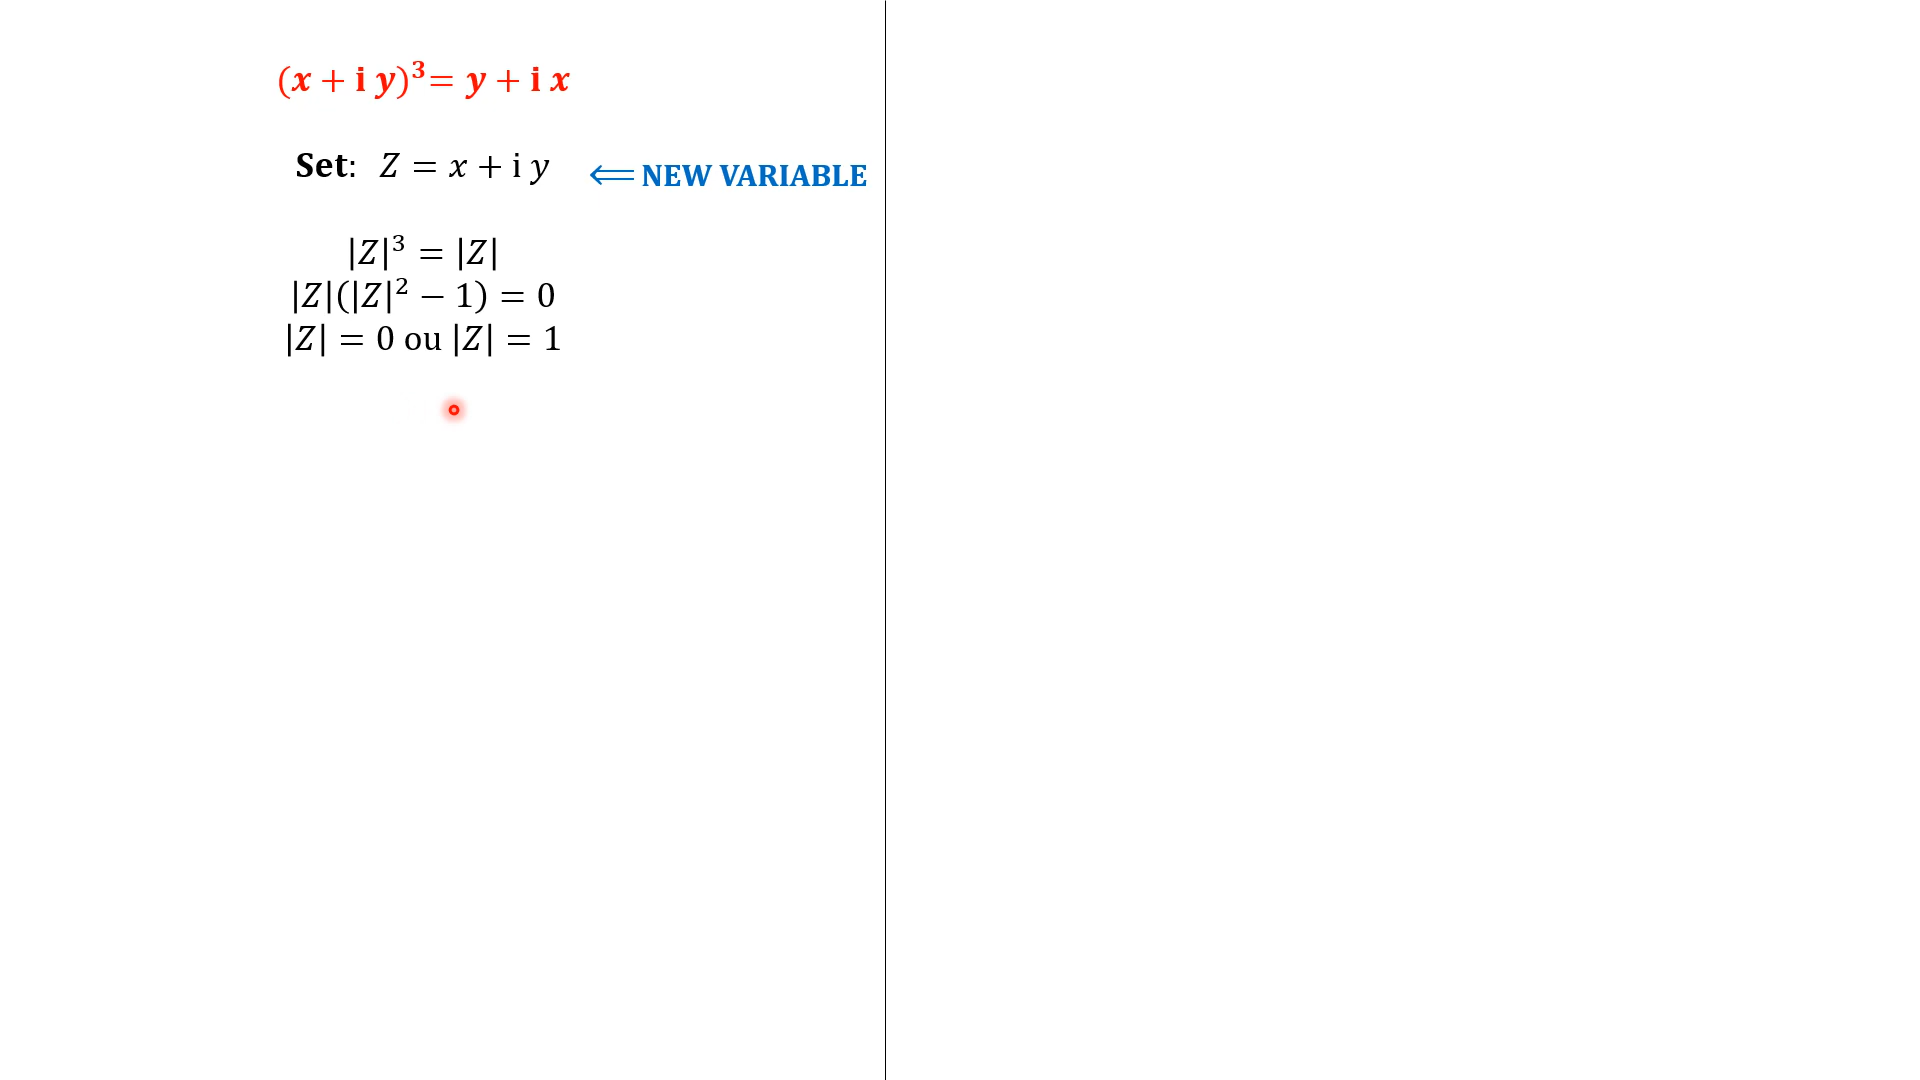 (x + i y)³= y + i x
Set: Z = x + i y
⟸ NEW VARIABLE
|Z|³ = |Z|
|Z|(|Z|² − 1) = 0
|Z| = 0 ou |Z| = 1